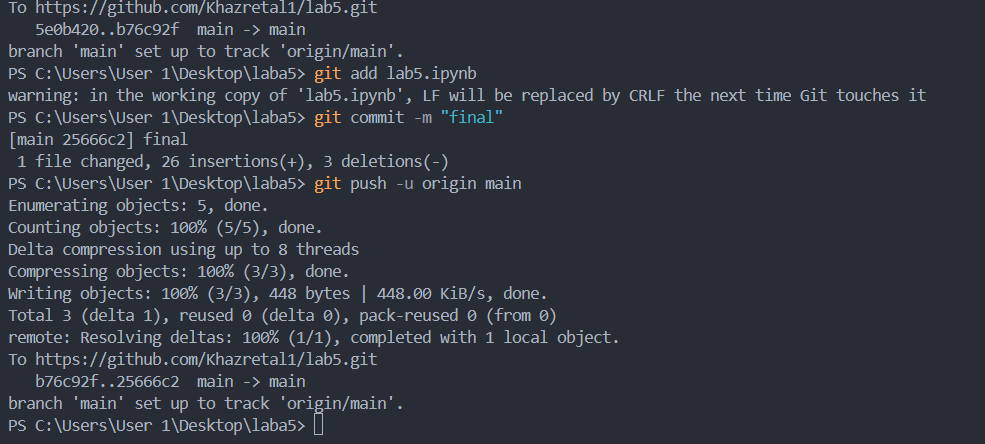 To https://github.com/Khazretal1/lab5.git
   5e0b420..b76c92f  main -> main
branch 'main' set up to track 'origin/main'.
PS C:\Users\User 1\Desktop\laba5> git add lab5.ipynb
warning: in the working copy of 'lab5.ipynb', LF will be replaced by CRLF the next time Git touches it
PS C:\Users\User 1\Desktop\laba5> git commit -m "final"
[main 25666c2] final
 1 file changed, 26 insertions(+), 3 deletions(-)
PS C:\Users\User 1\Desktop\laba5> git push -u origin main
Enumerating objects: 5, done.
Counting objects: 100% (5/5), done.
Delta compression using up to 8 threads
Compressing objects: 100% (3/3), done.
Writing objects: 100% (3/3), 448 bytes | 448.00 KiB/s, done.
Total 3 (delta 1), reused 0 (delta 0), pack-reused 0 (from 0)
remote: Resolving deltas: 100% (1/1), completed with 1 local object.
To https://github.com/Khazretal1/lab5.git
   b76c92f..25666c2  main -> main
branch 'main' set up to track 'origin/main'.
PS C:\Users\User 1\Desktop\laba5>